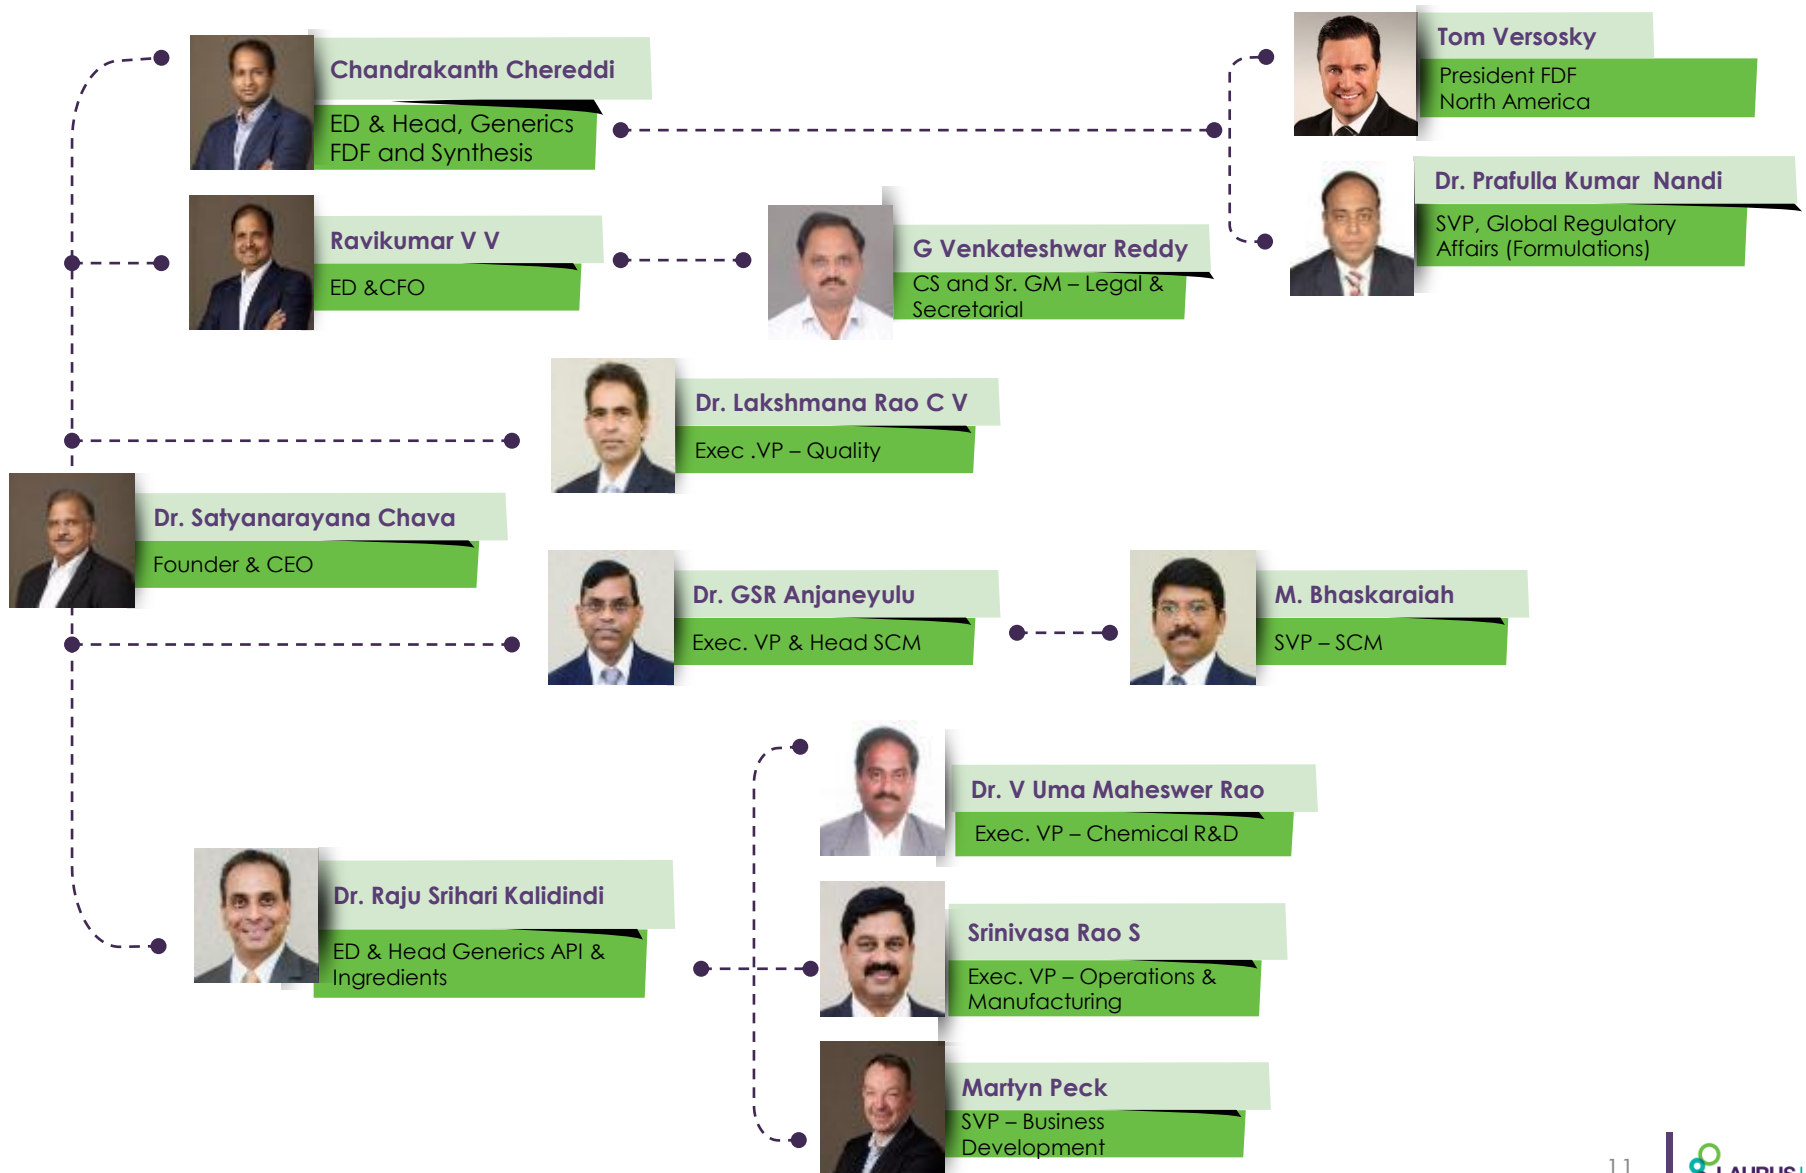 Chandrakanth Chereddi
ED & Head, Generics
FDF and Synthesis
Tom Versosky
President FDF
North America
Dr. Prafulla Kumar Nandi
SVP, Global Regulatory
Affairs (Formulations)
Ravikumar V V
ED &CFO
G Venkateshwar Reddy
CS and Sr. GM – Legal &
Secretarial
Dr. Lakshmana Rao C V
Exec .VP – Quality
Dr. Satyanarayana Chava
Founder & CEO
Dr. GSR Anjaneyulu
Exec. VP & Head SCM
M. Bhaskaraiah
SVP – SCM
Dr. V Uma Maheswer Rao
Exec. VP – Chemical R&D
Dr. Raju Srihari Kalidindi
ED & Head Generics API &
Ingredients
Srinivasa Rao S
Exec. VP – Operations &
Manufacturing
Martyn Peck
SVP – Business
Development
11
LAURUS